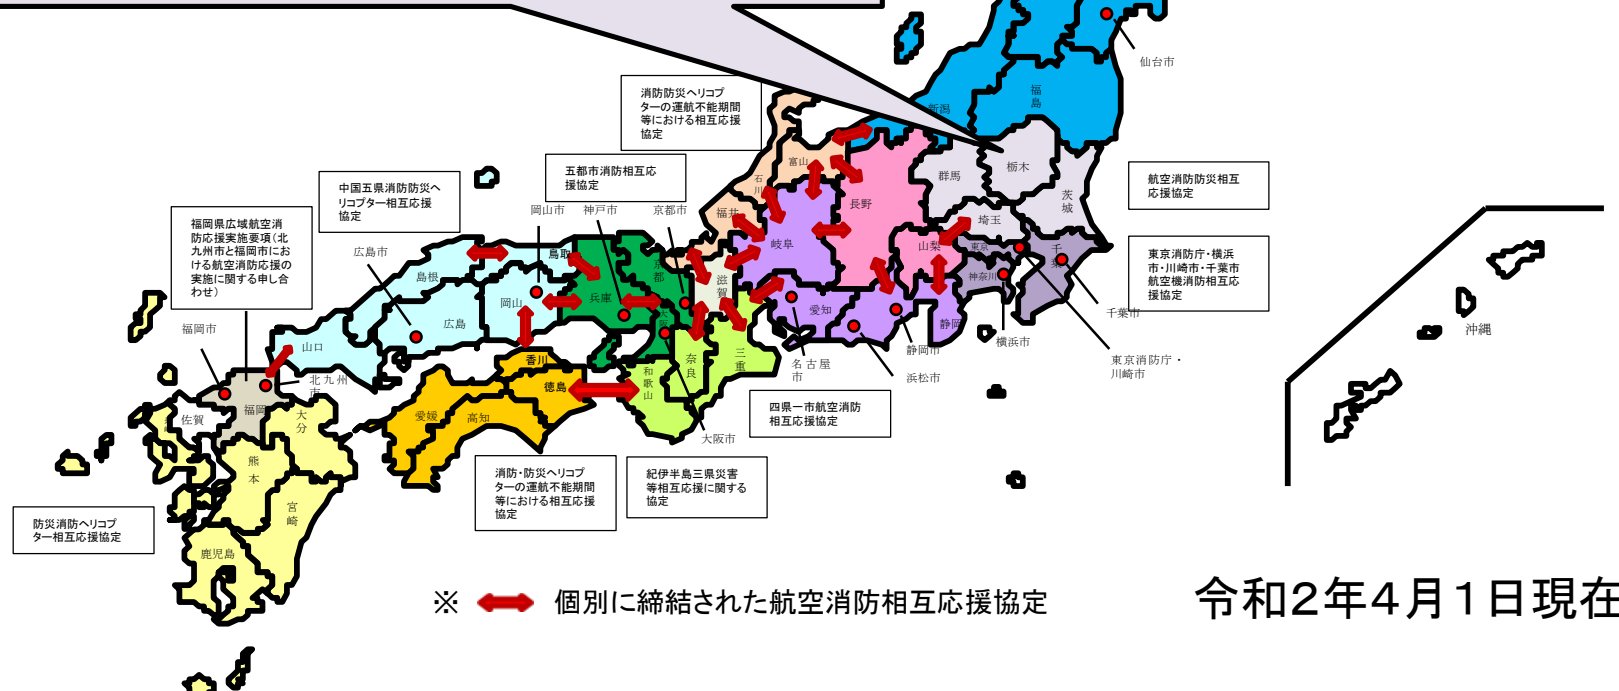 仙台市
消防防災ヘリコプ
ターの運航不能期間
等における相互応援
協定
新潟
福島
五都市消防相互応
援協定
富山
石川
群馬
栃木
茨城
航空消防防災相互
応援協定
中国五県消防防災ヘ
リコプター相互応援
協定
岡山市
神戸市
京都市
福井
長野
埼玉
福岡県広域航空消
防応援実施要項(北
九州市と福岡市にお
ける航空消防応援の
実施に関する申し合
わせ)
広島市
島根
鳥取
京都
岐阜
山梨
東京
千葉
東京消防庁・横浜
市・川崎市・千葉市
航空機消防相互応
援協定
滋賀
神奈川
岡山
兵庫
大阪
愛知
静岡
千葉市
福岡市
山口
広島
静岡市
横浜市
沖縄
香川
奈良
三重
名古屋
市
浜松市
東京消防庁・
川崎市
北九州
市
徳島
和歌山
福岡
佐賀
大分
愛媛
高知
四県一市航空消防
相互応援協定
大阪市
熊本
消防・防災ヘリコプ
ターの運航不能期間
等における相互応援
協定
紀伊半島三県災害
等相互応援に関する
協定
宮崎
防災消防ヘリコプ
ター相互応援協定
鹿児島
※ 個別に締結された航空消防相互応援協定
令和2年4月1日現在